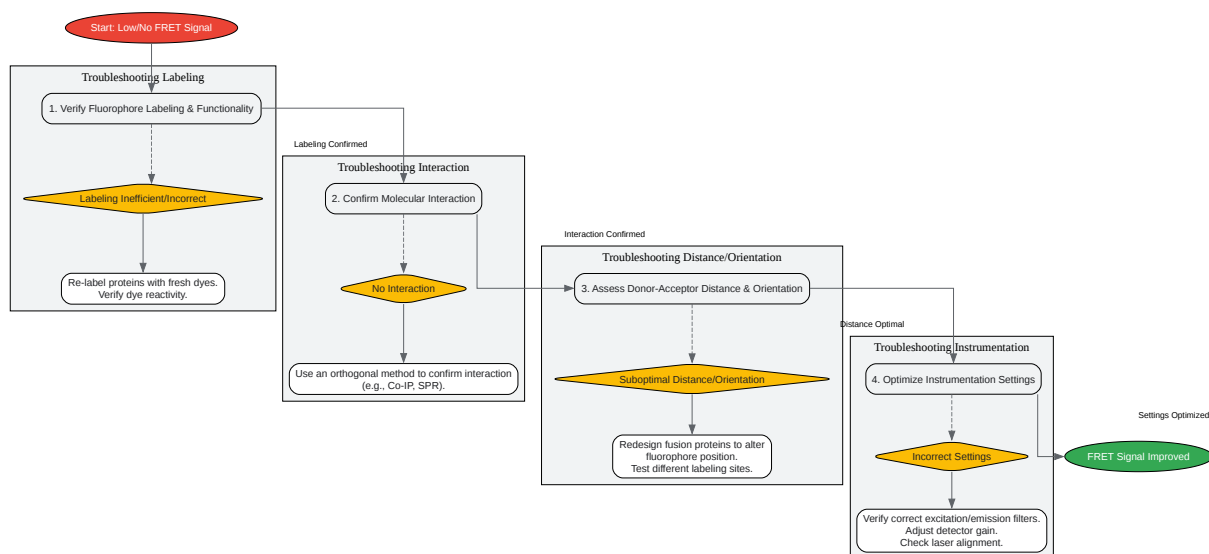 Start: Low/No FRET Signal
Troubleshooting Labeling
1. Verify Fluorophore Labeling & Functionality
Labeling Inefficient/Incorrect
Re-label proteins with fresh dyes.
Verify dye reactivity.
Labeling Confirmed
Troubleshooting Interaction
2. Confirm Molecular Interaction
No Interaction
Use an orthogonal method to confirm interaction
(e.g., Co-IP, SPR).
Interaction Confirmed
Troubleshooting Distance/Orientation
3. Assess Donor-Acceptor Distance & Orientation
Suboptimal Distance/Orientation
Redesign fusion proteins to alter
fluorophore position.
Test different labeling sites.
Distance Optimal
Troubleshooting Instrumentation
4. Optimize Instrumentation Settings
Incorrect Settings
Verify correct excitation/emission filters.
Adjust detector gain.
Check laser alignment.
Settings Optimized
FRET Signal Improved